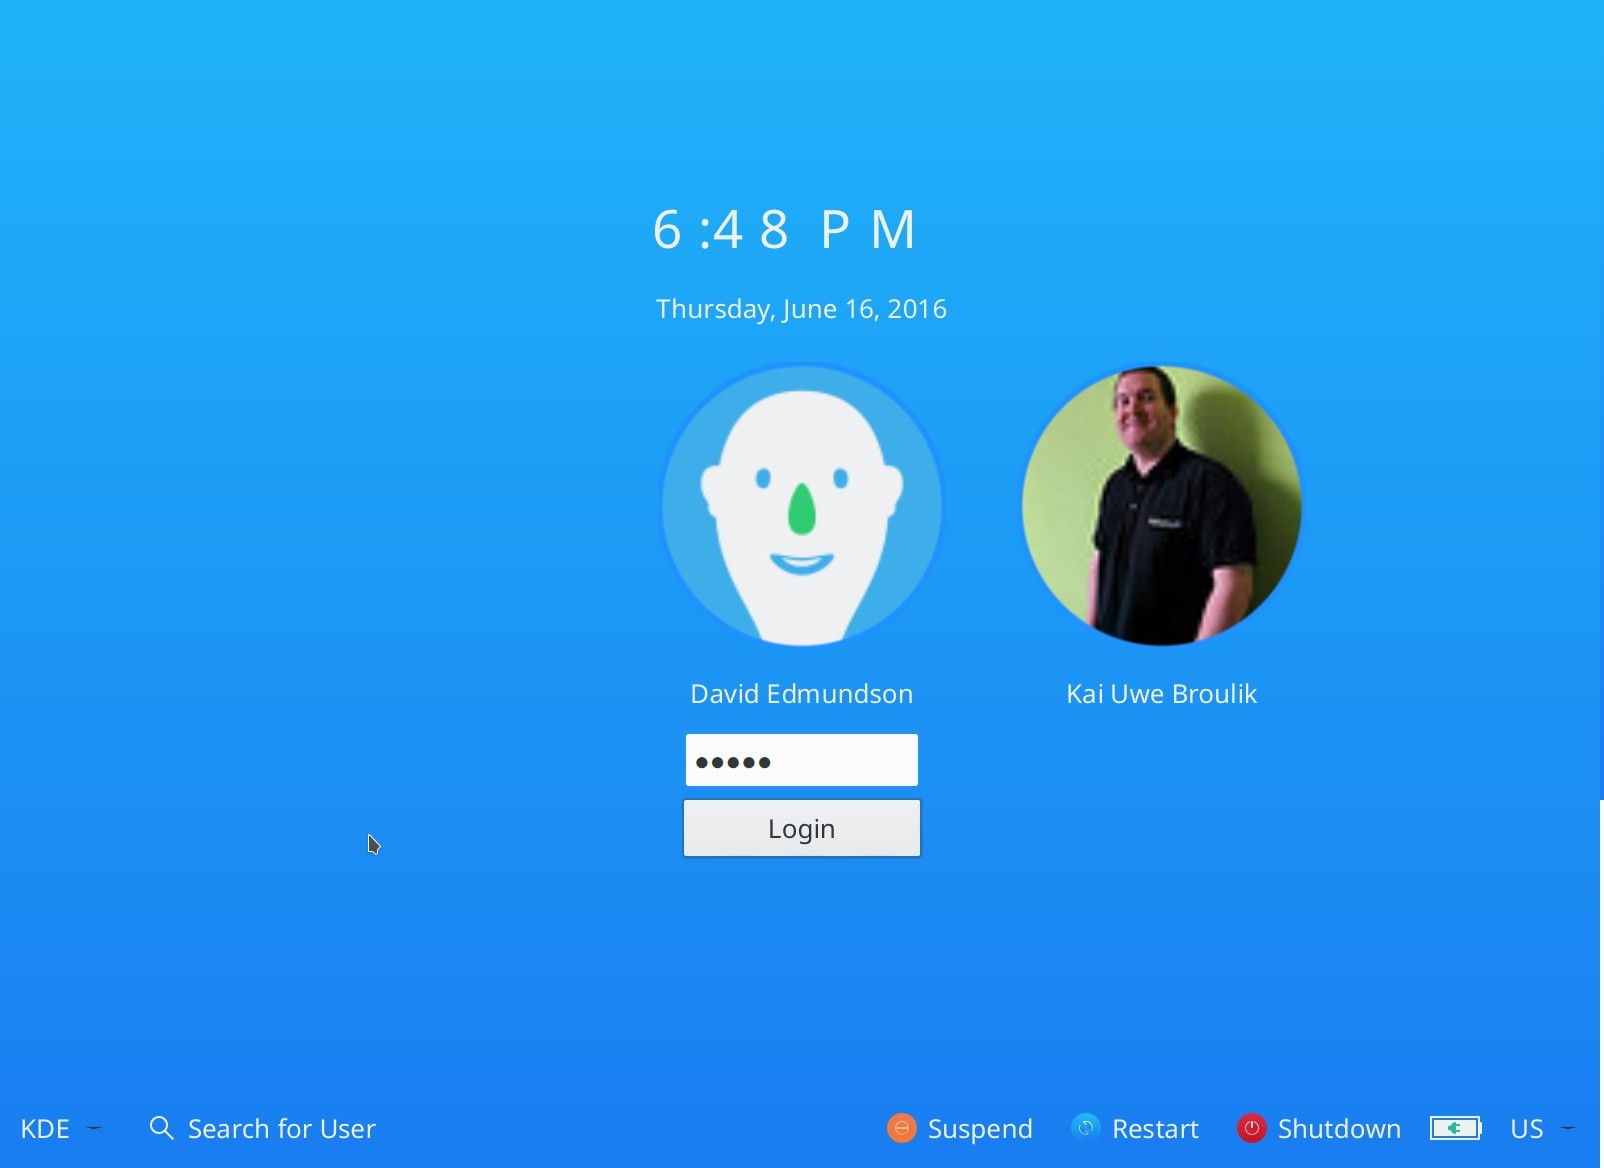 6:48 PM
Thursday, June 16, 2016
David Edmundson
Kai Uwe Broulik
●●●●●
Login
KDE
Search for User
Suspend
Restart
Shutdown
US